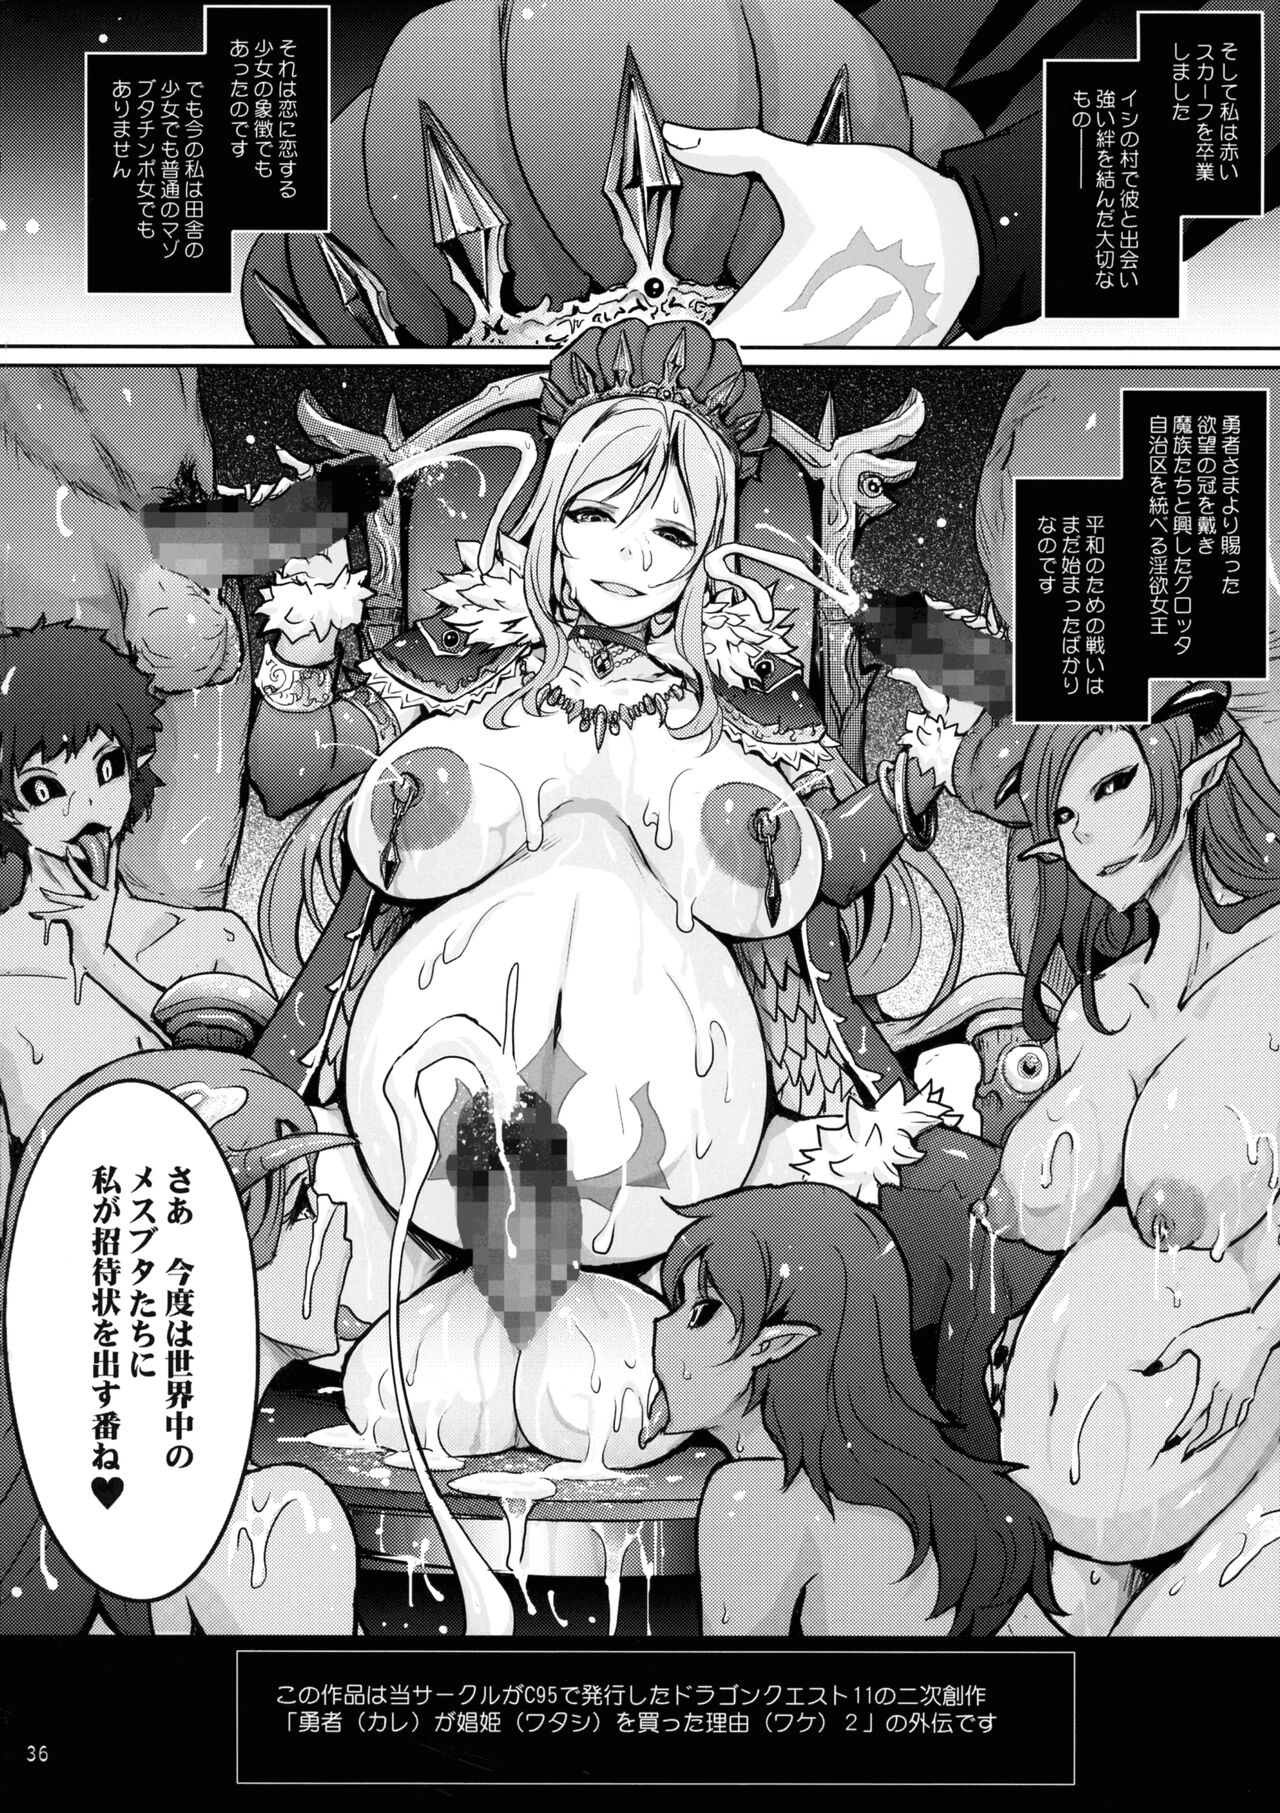 そして私は赤い
スカーフを卒業
しました
イシの村で彼と出会い
強い絆を結んだ大切な
もの――
それは恋に恋する
少女の象徴でも
あったのです
でも今の私は田舎の
少女でも普通のマゾ
ブタチンポ女でも
ありません
勇者さまより賜った
欲望の冠を戴き
魔族たちと興したグロッタ
自治区を統べる淫欲女王
平和のための戦いは
まだ始まったばかり
なのです
さあ　今度は世界中の
メスブタたちに
私が招待状を出す番ね♥
この作品は当サークルがC95で発行したドラゴンクエスト11の二次創作
「勇者（カレ）が娼姫（ワタシ）を買った理由（ワケ）2」の外伝です
36